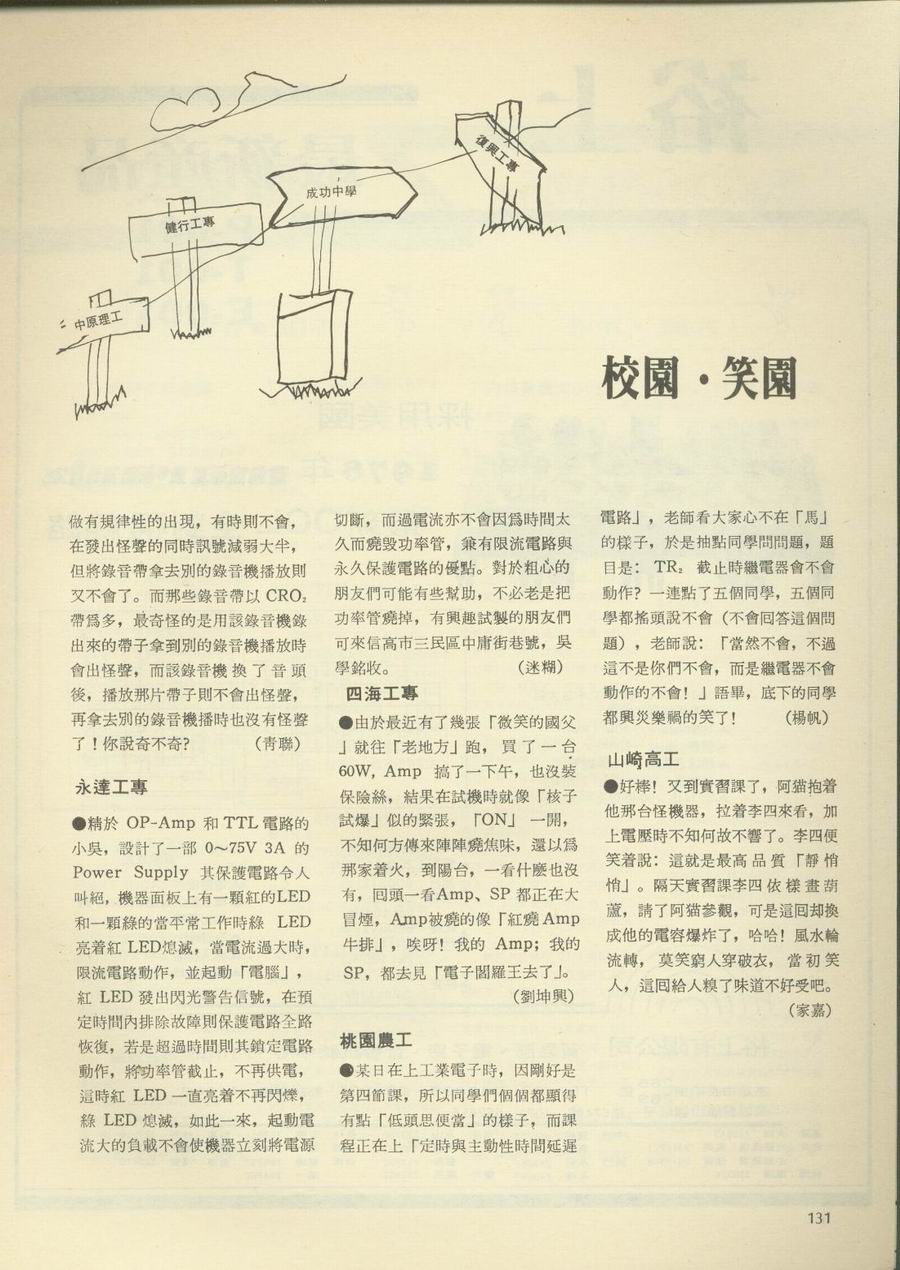 復興工專
成功中學
健行工專
中原理工
校園・笑園
做有規律性的出現，有時則不會，
在發出怪聲的同時訊號減弱大半，
但將錄音帶拿去別的錄音機播放則
又不會了。而那些錄音帶以 CRO₂
帶爲多，最奇怪的是用該錄音機錄
出來的帶子拿到別的錄音機播放時
會出怪聲，而該錄音機換了音頭
後，播放那片帶子則不會出怪聲，
再拿去別的錄音機播時也沒有怪聲
了！你說奇不奇？ （靑聯）
永達工專
●精於 OP-Amp 和 TTL 電路的
小吳，設計了一部 0～75V 3A 的
Power Supply 其保護電路令人
叫絕，機器面板上有一顆紅的LED
和一顆綠的當平常工作時綠 LED
亮着紅 LED熄滅，當電流過大時，
限流電路動作，並起動「電腦」，
紅 LED 發出閃光警告信號，在預
定時間內排除故障則保護電路全路
恢復，若是超過時間則其鎖定電路
動作，將功率管截止，不再供電，
這時紅 LED 一直亮着不再閃爍，
綠 LED 熄滅，如此一來，起動電
流大的負載不會使機器立刻將電源
切斷，而過電流亦不會因爲時間太
久而燒毀功率管，兼有限流電路與
永久保護電路的優點。對於粗心的
朋友們可能有些幫助，不必老是把
功率管燒掉，有興趣試製的朋友們
可來信高市三民區中庸街巷號，吳
學銘收。 （迷糊）
四海工專
●由於最近有了幾張「微笑的國父
」就往「老地方」跑，買了一台
60W, Amp 搞了一下午，也沒裝
保險絲，結果在試機時就像「核子
試爆」似的緊張，「ON」 一開，
不知何方傳來陣陣燒焦味，還以爲
那家着火，到陽台，一看什麽也沒
有，囘頭一看Amp、SP 都正在大
冒煙，Amp被燒的像「紅燒 Amp
牛排」，唉呀！我的 Amp；我的
SP，都去見「電子閻羅王去了」。
（劉坤興）
桃園農工
●某日在上工業電子時，因剛好是
第四節課，所以同學們個個都顯得
有點「低頭思便當」的樣子，而課
程正在上「定時與主動性時間延遲
電路」，老師看大家心不在「馬」
的樣子，於是抽點同學問問題，題
目是： TR₂ 截止時繼電器會不會
動作？一連點了五個同學，五個同
學都搖頭說不會（不會囘答這個問
題），老師說：「當然不會，不過
這不是你們不會，而是繼電器不會
動作的不會！」語畢，底下的同學
都興災樂禍的笑了！ （楊帆）
山崎高工
●好棒！又到實習課了，阿猫抱着
他那台怪機器，拉着李四來看，加
上電壓時不知何故不響了。李四便
笑着說：這就是最高品質「靜悄
悄」。隔天實習課李四依樣畫葫
蘆，請了阿猫參觀，可是這囘却換
成他的電容爆炸了，哈哈！風水輪
流轉，莫笑窮人穿破衣，當初笑
人，這囘給人糗了味道不好受吧。
（家嘉）
131